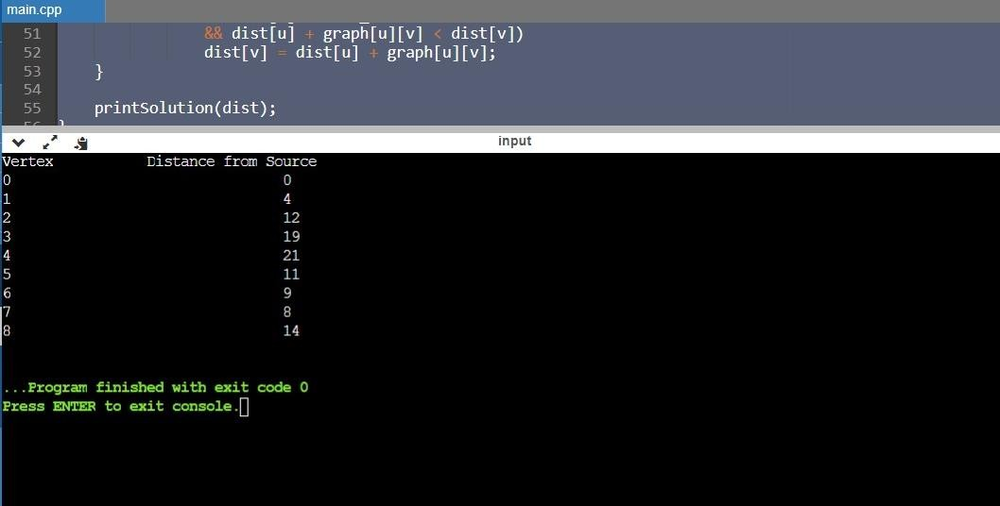 main.cpp
51 && dist[u] + graph[u][v] < dist[v])
52 dist[v] = dist[u] + graph[u][v];
53 }
54
55 printSolution(dist);
input
Vertex Distance from Source
0 0
1 4
2 12
3 19
4 21
5 11
6 9
7 8
8 14
...Program finished with exit code 0
Press ENTER to exit console.